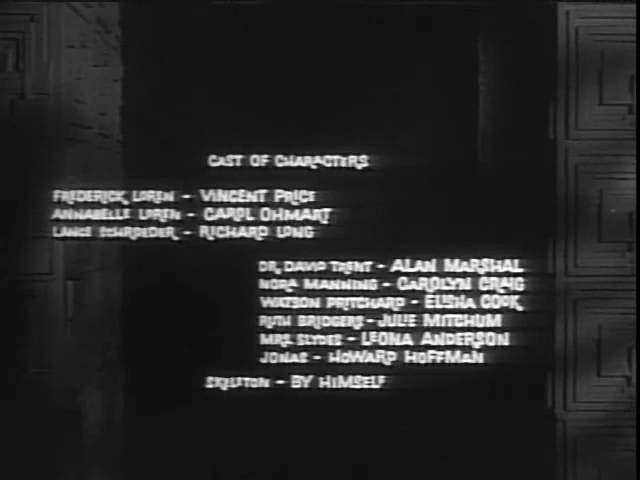 CAST OF CHARACTERS
FREDERICK LOREN - VINCENT PRICE
ANNABELLE LOREN - CAROL OHMART
LANCE SCHROEDER - RICHARD LONG
DR. DAVID TRENT - ALAN MARSHAL
NORA MANNING - CAROLYN CRAIG
WATSON PRITCHARD - ELISHA COOK
RUTH BRIDGERS - JULIE MITCHUM
MRS. SLYDES - LEONA ANDERSON
JONAS - HOWARD HOFFMAN
SKELETON - BY HIMSELF